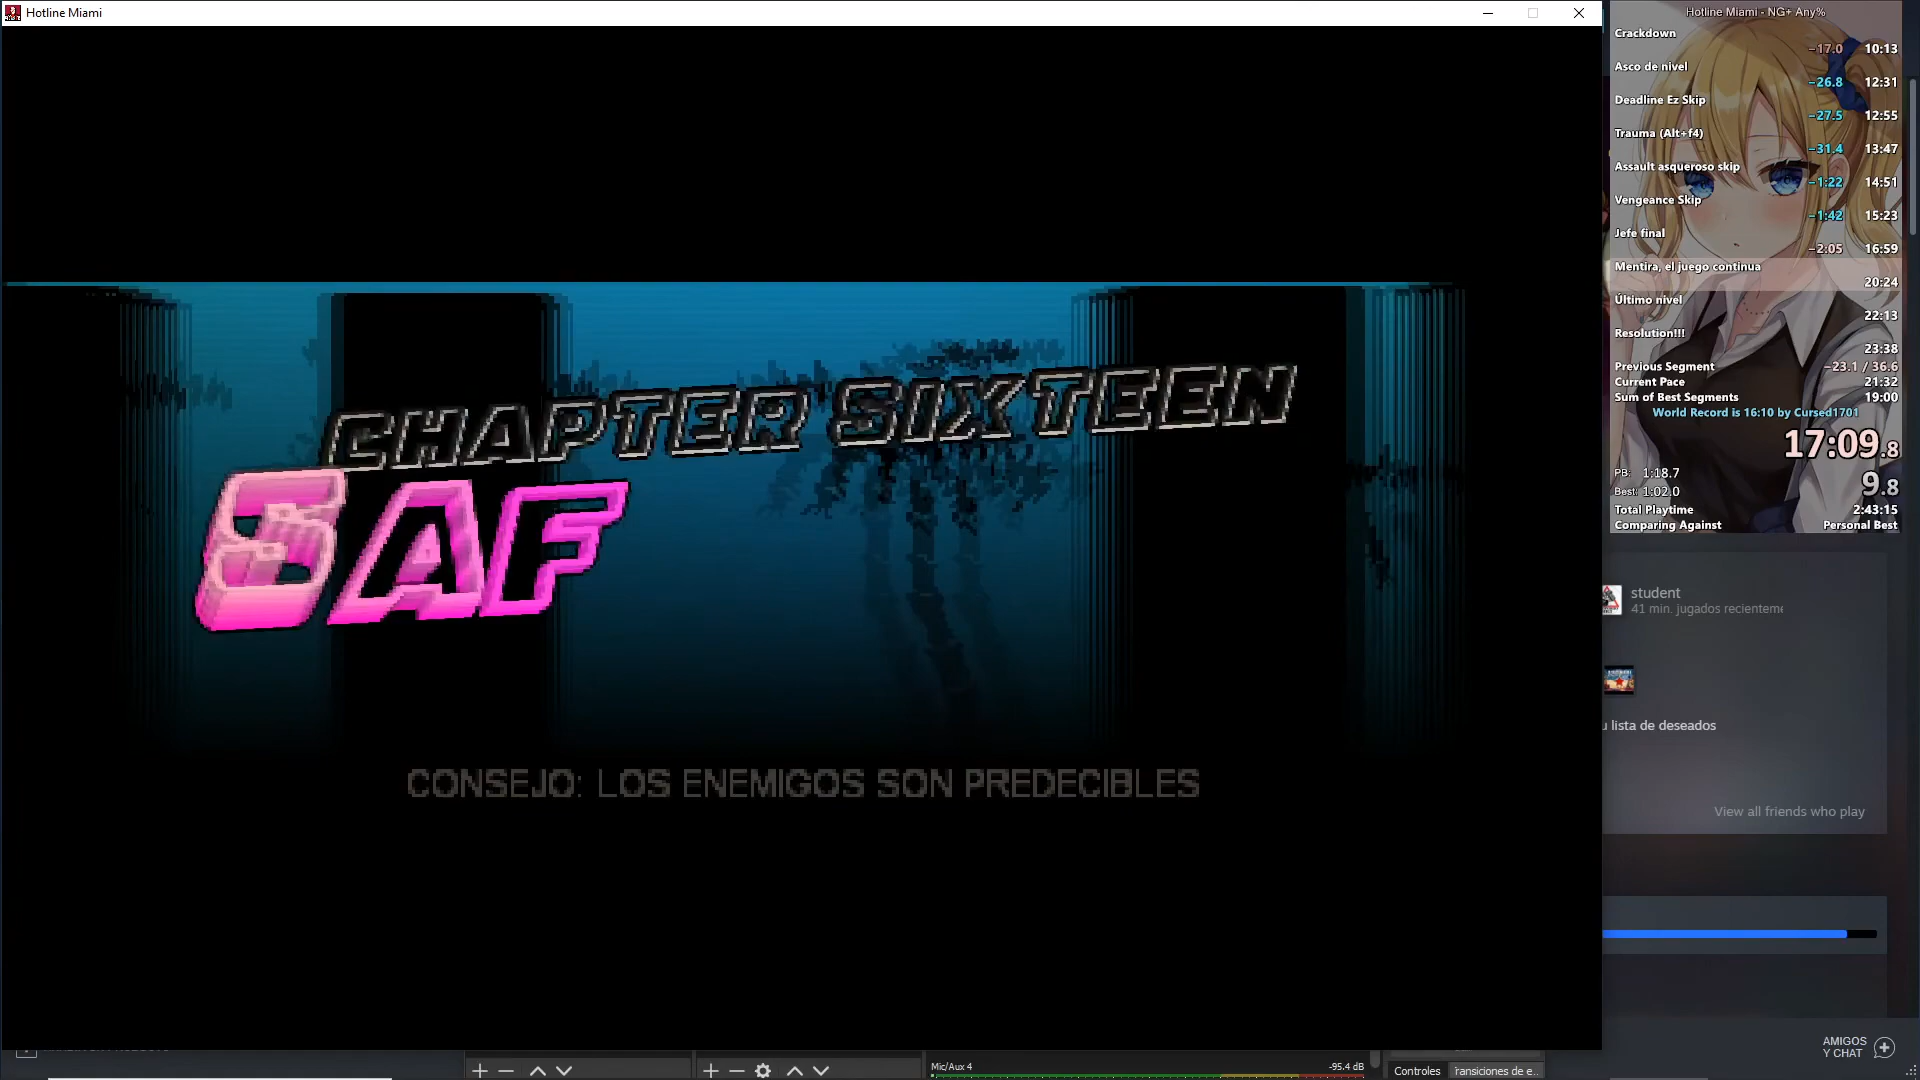 Hotline Miami
CHAPTER SIXTEEN
SAF
CONSEJO: LOS ENEMIGOS SON PREDECIBLES
Hotline Miami - NG+ Any%
Crackdown
-17.0 10:13
Asco de nivel
-26.8 12:31
Deadline Ez Skip
-27.5 12:55
Trauma (Alt+f4)
-31.4 13:47
Assault asqueroso skip
-1:22 14:51
Vengeance Skip
-1:42 15:23
Jefe final
-2:05 16:59
Mentira, el juego continua
20:24
Último nivel
22:13
Resolution!!!
23:38
Previous Segment -23.1 / 36.6
Current Pace 21:32
Sum of Best Segments 19:00
World Record is 16:10 by Cursed1701
17:09.8
PB: 1:18.7
Best: 1:02.0
9.8
Total Playtime 2:43:15
Comparing Against Personal Best
student
41 min. jugados recienteme
u lista de deseados
View all friends who play
AMIGOS
Y CHAT
Mic/Aux 4 -95.4 dB
Controles Transiciones de e..